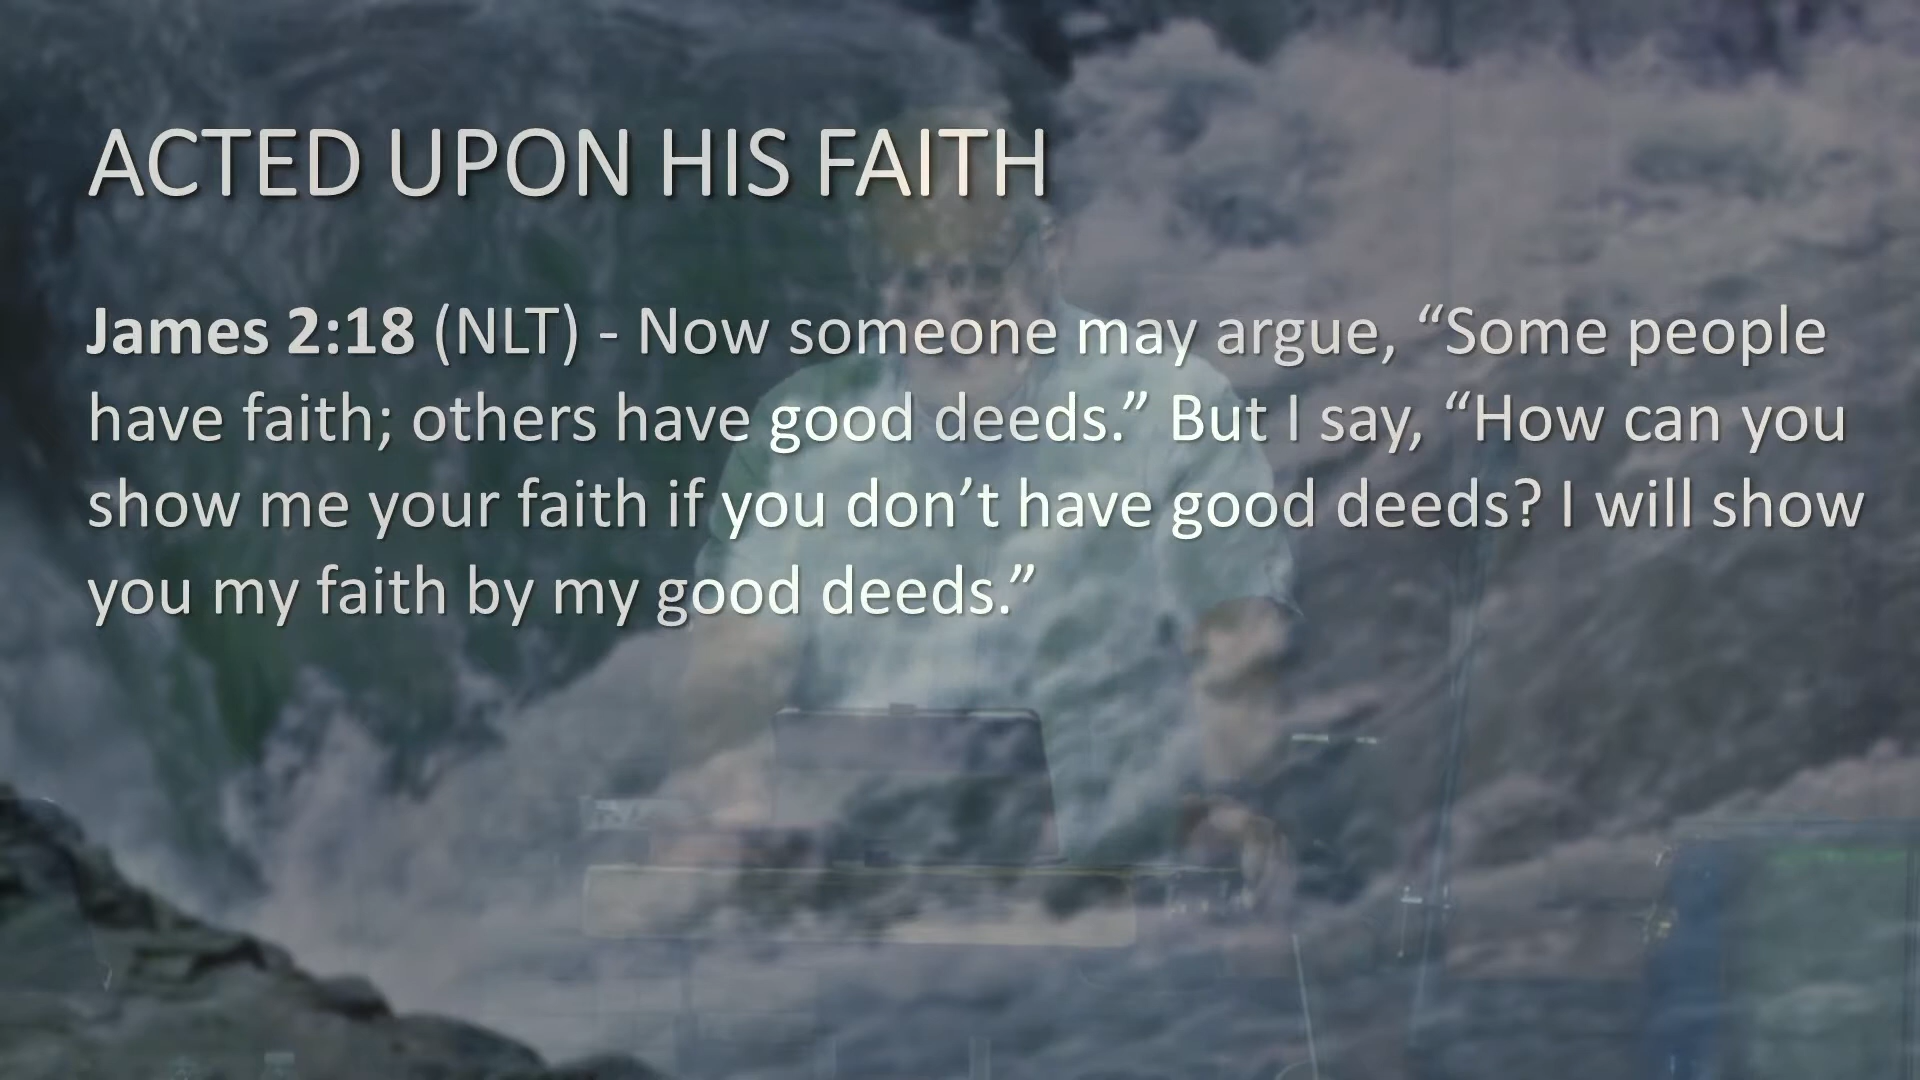 ACTED UPON HIS FAITH
James 2:18 (NLT) - Now someone may argue, “Some people
have faith; others have good deeds.” But I say, “How can you
show me your faith if you don’t have good deeds? I will show
you my faith by my good deeds.”